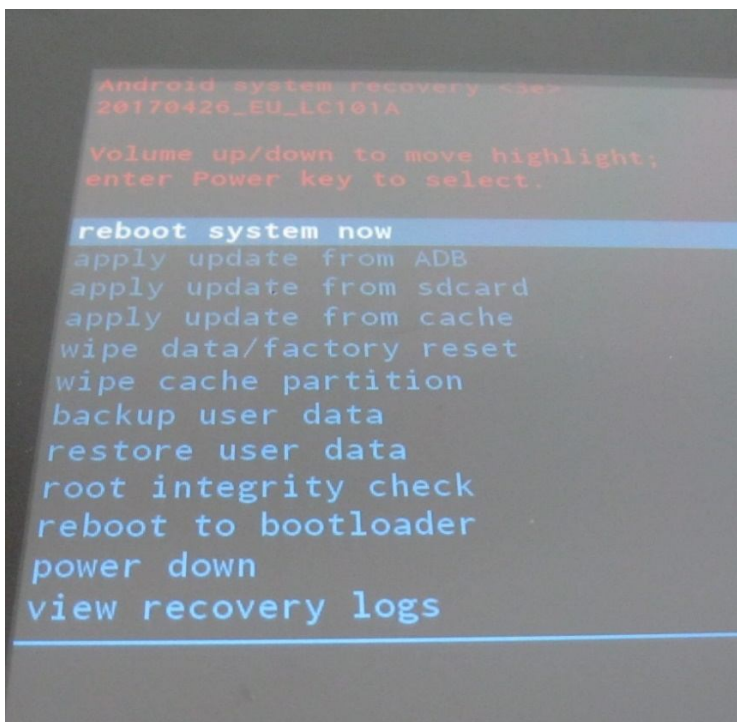 Android system recovery <3e>
20170426_EU_LC101A
Volume up/down to move highlight;
enter Power key to select.
reboot system now
apply update from ADB
apply update from sdcard
apply update from cache
wipe data/factory reset
wipe cache partition
backup user data
restore user data
root integrity check
reboot to bootloader
power down
view recovery logs